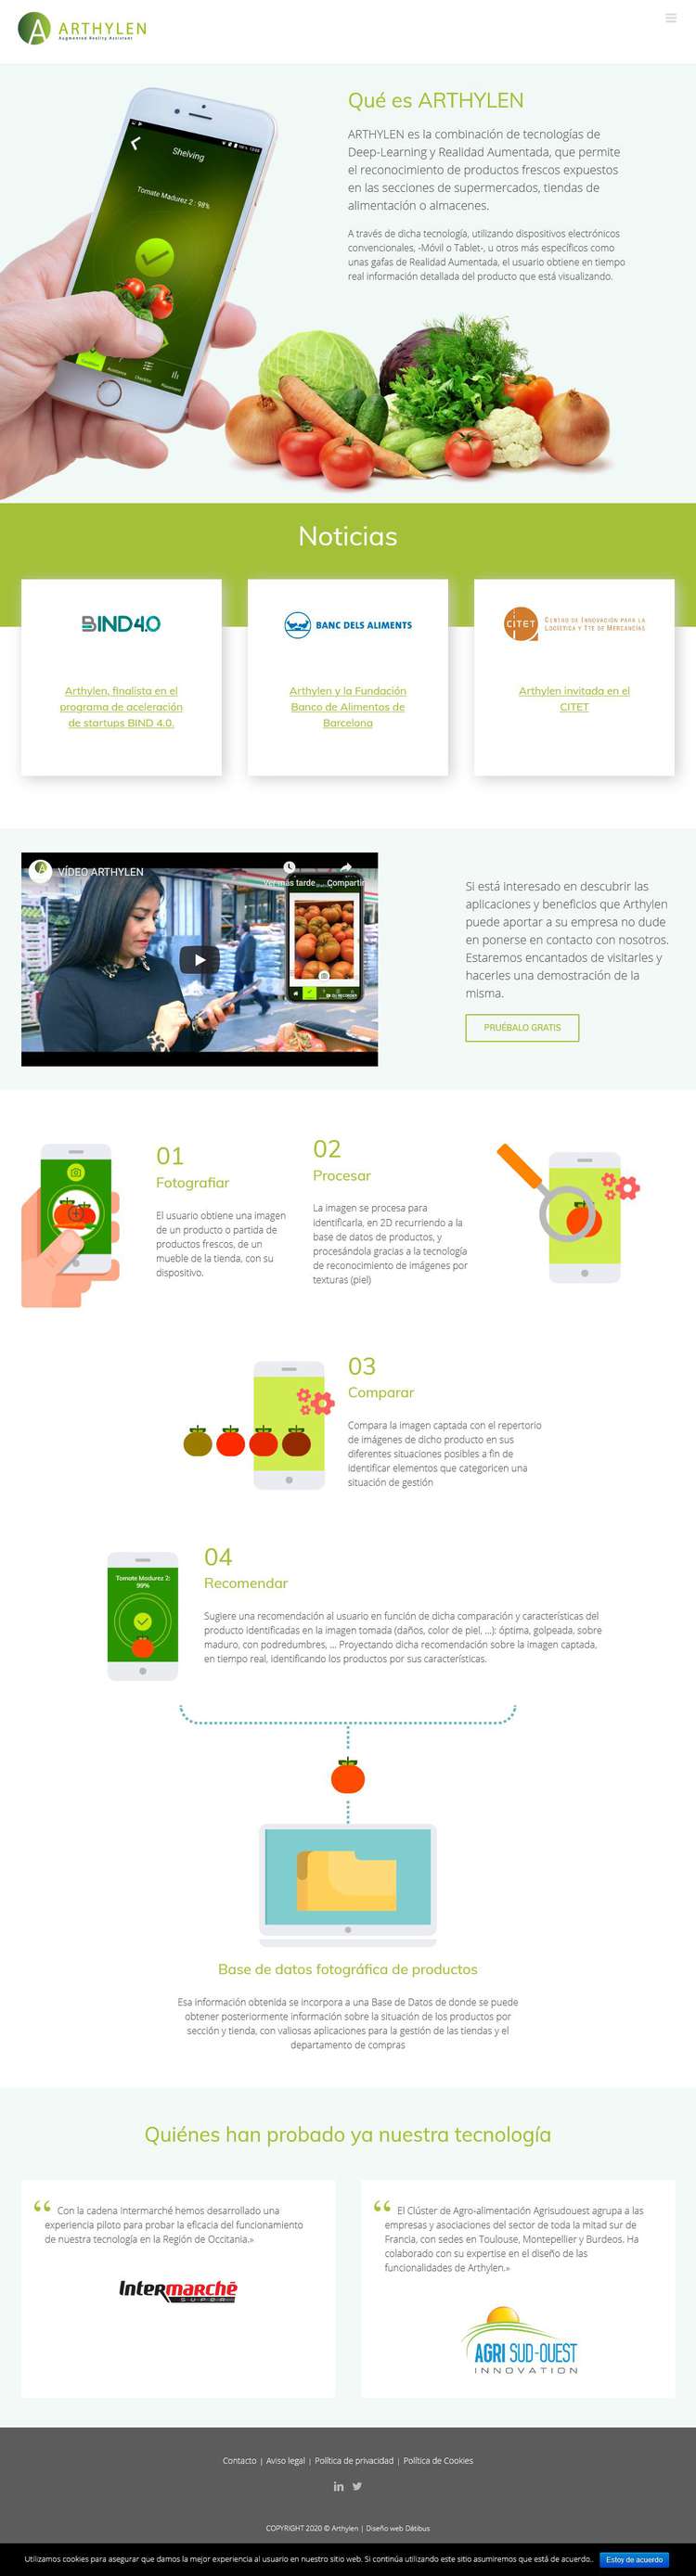 ARTHYLEN
Augmented Reality Assistant
Shelving
Tomate Madurez 2 : 98%
Assistance
Checklist
Placement
Qué es ARTHYLEN
ARTHYLEN es la combinación de tecnologías de
Deep-Learning y Realidad Aumentada, que permite
el reconocimiento de productos frescos expuestos
en las secciones de supermercados, tiendas de
alimentación o almacenes.
A través de dicha tecnología, utilizando dispositivos electrónicos
convencionales, -Móvil o Tablet-, u otros más específicos como
unas gafas de Realidad Aumentada, el usuario obtiene en tiempo
real información detallada del producto que está visualizando.
Noticias
BIND4.0
Arthylen, finalista en el
programa de aceleración
de startups BIND 4.0.
BANC DELS ALIMENTS
Arthylen y la Fundación
Banco de Alimentos de
Barcelona
CITET
CENTRO DE INNOVACIÓN PARA LA
LOGÍSTICA Y TTE DE MERCANCÍAS
Arthylen invitada en el
CITET
VÍDEO ARTHYLEN
Ver más tarde
Compartir
Si está interesado en descubrir las
aplicaciones y beneficios que Arthylen
puede aportar a su empresa no dude
en ponerse en contacto con nosotros.
Estaremos encantados de visitarles y
hacerles una demostración de la
misma.
PRUÉBALO GRATIS
01
Fotografiar
El usuario obtiene una imagen
de un producto o partida de
productos frescos, de un
mueble de la tienda, con su
dispositivo.
02
Procesar
La imagen se procesa para
identificarla, en 2D recurriendo a la
base de datos de productos, y
procesándola gracias a la tecnología
de reconocimiento de imágenes por
texturas (piel)
03
Comparar
Compara la imagen captada con el repertorio
de imágenes de dicho producto en sus
diferentes situaciones posibles a fin de
identificar elementos que categoricen una
situación de gestión
Tomate Madurez 2:
99%
04
Recomendar
Sugiere una recomendación al usuario en función de dicha comparación y características del
producto identificadas en la imagen tomada (daños, color de piel, ...): óptima, golpeada, sobre
maduro, con podredumbres, ... Proyectando dicha recomendación sobre la imagen captada,
en tiempo real, identificando los productos por sus características.
Base de datos fotográfica de productos
Esa información obtenida se incorpora a una Base de Datos de donde se puede
obtener posteriormente información sobre la situación de los productos por
sección y tienda, con valiosas aplicaciones para la gestión de las tiendas y el
departamento de compras
Quiénes han probado ya nuestra tecnología
“ Con la cadena Intermarché hemos desarrollado una
experiencia piloto para probar la eficacia del funcionamiento
de nuestra tecnología en la Región de Occitania.»
Intermarché
SUPER
“ El Clúster de Agro-alimentación Agrisudouest agrupa a las
empresas y asociaciones del sector de toda la mitad sur de
Francia, con sedes en Toulouse, Montepellier y Burdeos. Ha
colaborado con su expertise en el diseño de las
funcionalidades de Arthylen.»
AGRI SUD-OUEST
INNOVATION
Contacto | Aviso legal | Política de privacidad | Política de Cookies
in
COPYRIGHT 2020 © Arthylen | Diseño web Dätibus
Utilizamos cookies para asegurar que damos la mejor experiencia al usuario en nuestro sitio web. Si continúa utilizando este sitio asumiremos que está de acuerdo.. Estoy de acuerdo